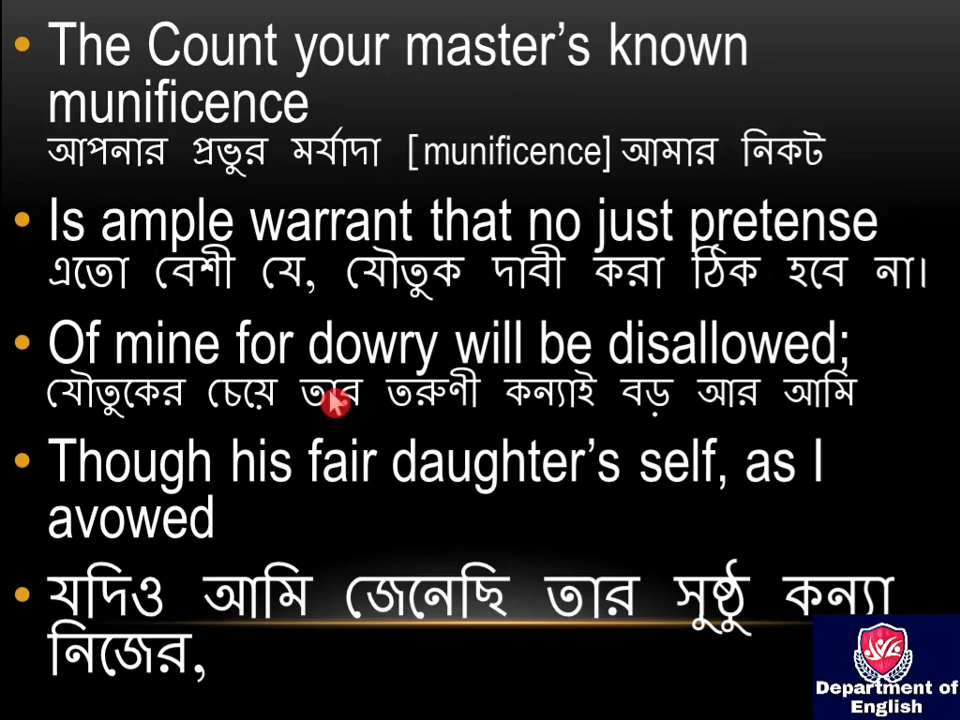 • The Count your master's known
munificence
আপনার প্রভুর মর্যাদা [munificence] আমার নিকট
• Is ample warrant that no just pretense
এতো বেশী যে, যৌতুক দাবী করা ঠিক হবে না।
• Of mine for dowry will be disallowed;
যৌতুকের চেয়ে তার তরুণী কন্যাই বড় আর আমি
• Though his fair daughter's self, as I
avowed
• যদিও আমি জেনেছি তার সুষ্ঠু কন্যা
নিজের,
Department of
English